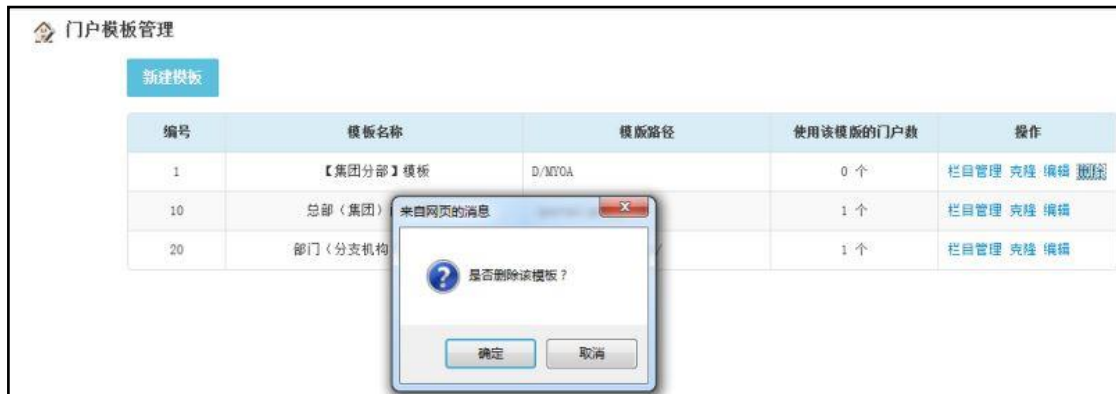 门户模板管理
新建模板
编号 模板名称 模版路径 使用该模版的门户数 操作
1 【集团分部】模板 D/MYOA 0 个 栏目管理 克隆 编辑 删除
10 总部（集团） 1 个 栏目管理 克隆 编辑
20 部门（分支机构 1 个 栏目管理 克隆 编辑
来自网页的消息
是否删除该模板？
确定 取消